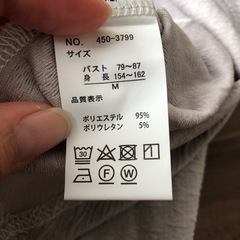 NO. 450-3799
サイズ
バスト 79~87
身長 154~162
M
品質表示
ポリエステル 95%
ポリウレタン 5%
30
F W